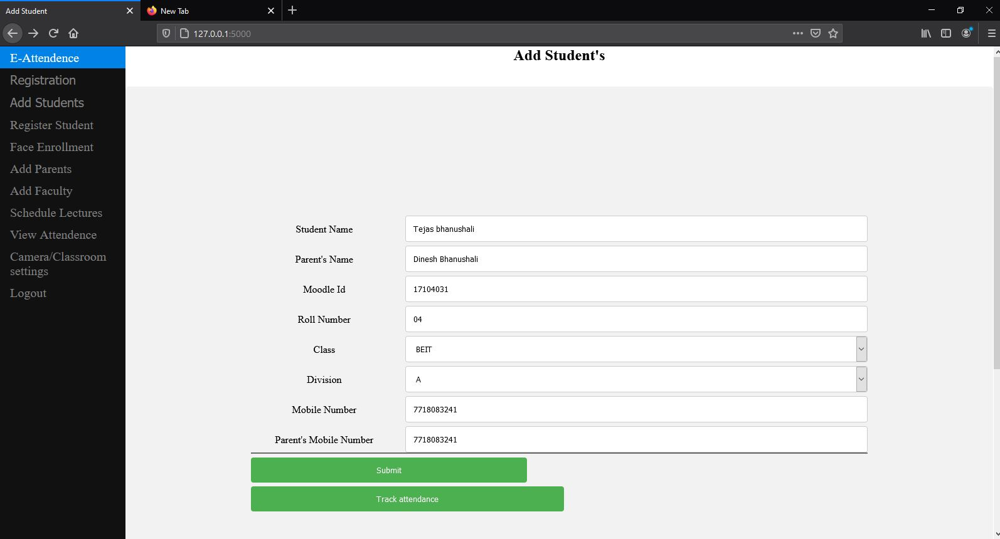 Add Student
New Tab
127.0.0.1:5000
E-Attendence
Registration
Add Students
Register Student
Face Enrollment
Add Parents
Add Faculty
Schedule Lectures
View Attendence
Camera/Classroom
settings
Logout
Add Student's
Student Name Tejas bhanushali
Parent's Name Dinesh Bhanushali
Moodle Id 17104031
Roll Number 04
Class BEIT
Division A
Mobile Number 7718083241
Parent's Mobile Number 7718083241
Submit
Track attendance